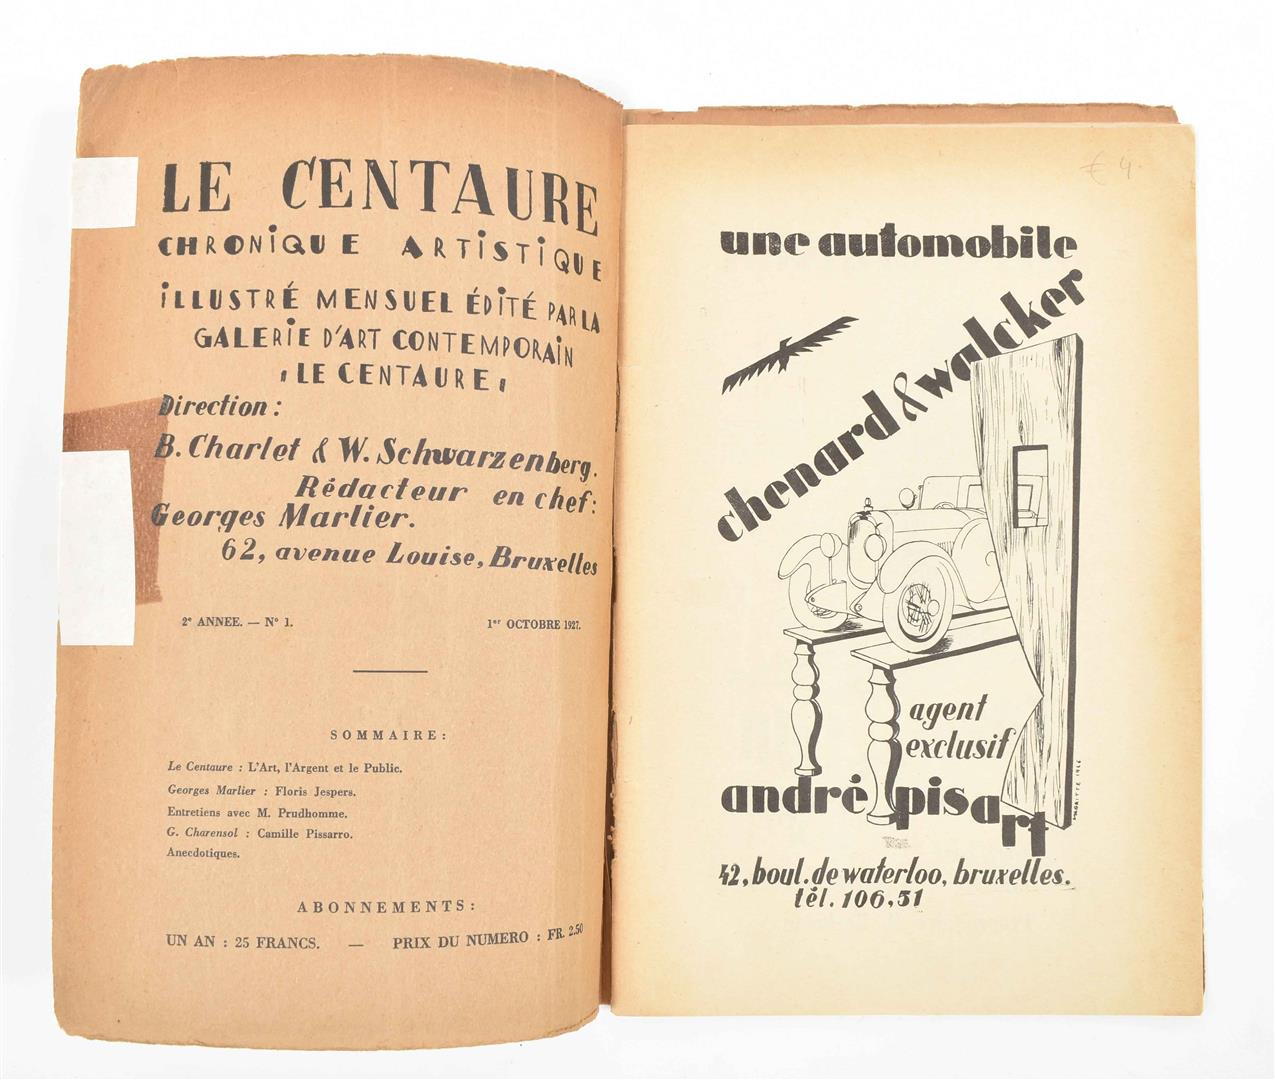 LE CENTAURE
CHRONIQUE ARTISTIQUE
ILLUSTRÉ MENSUEL ÉDITÉ PAR LA
GALERIE D'ART CONTEMPORAIN
"LE CENTAURE"
Direction :
B. Charlet & W. Schwarzenberg.
Rédacteur en chef:
Georges Marlier.
62, avenue Louise, Bruxelles
2e ANNEE. — N° 1. 1er OCTOBRE 1927.
SOMMAIRE :
Le Centaure : L'Art, l'Argent et le Public.
Georges Marlier : Floris Jespers.
Entretiens avec M. Prudhomme.
G. Charensol : Camille Pissarro.
Anecdotiques.
ABONNEMENTS :
UN AN : 25 FRANCS. — PRIX DU NUMERO : FR. 2.50
€ 4.
une automobile
chenard & walcker
agent
exclusif
andré pisart
MAGRITTE 1926
42, boul. de waterloo, bruxelles.
tél. 106,51